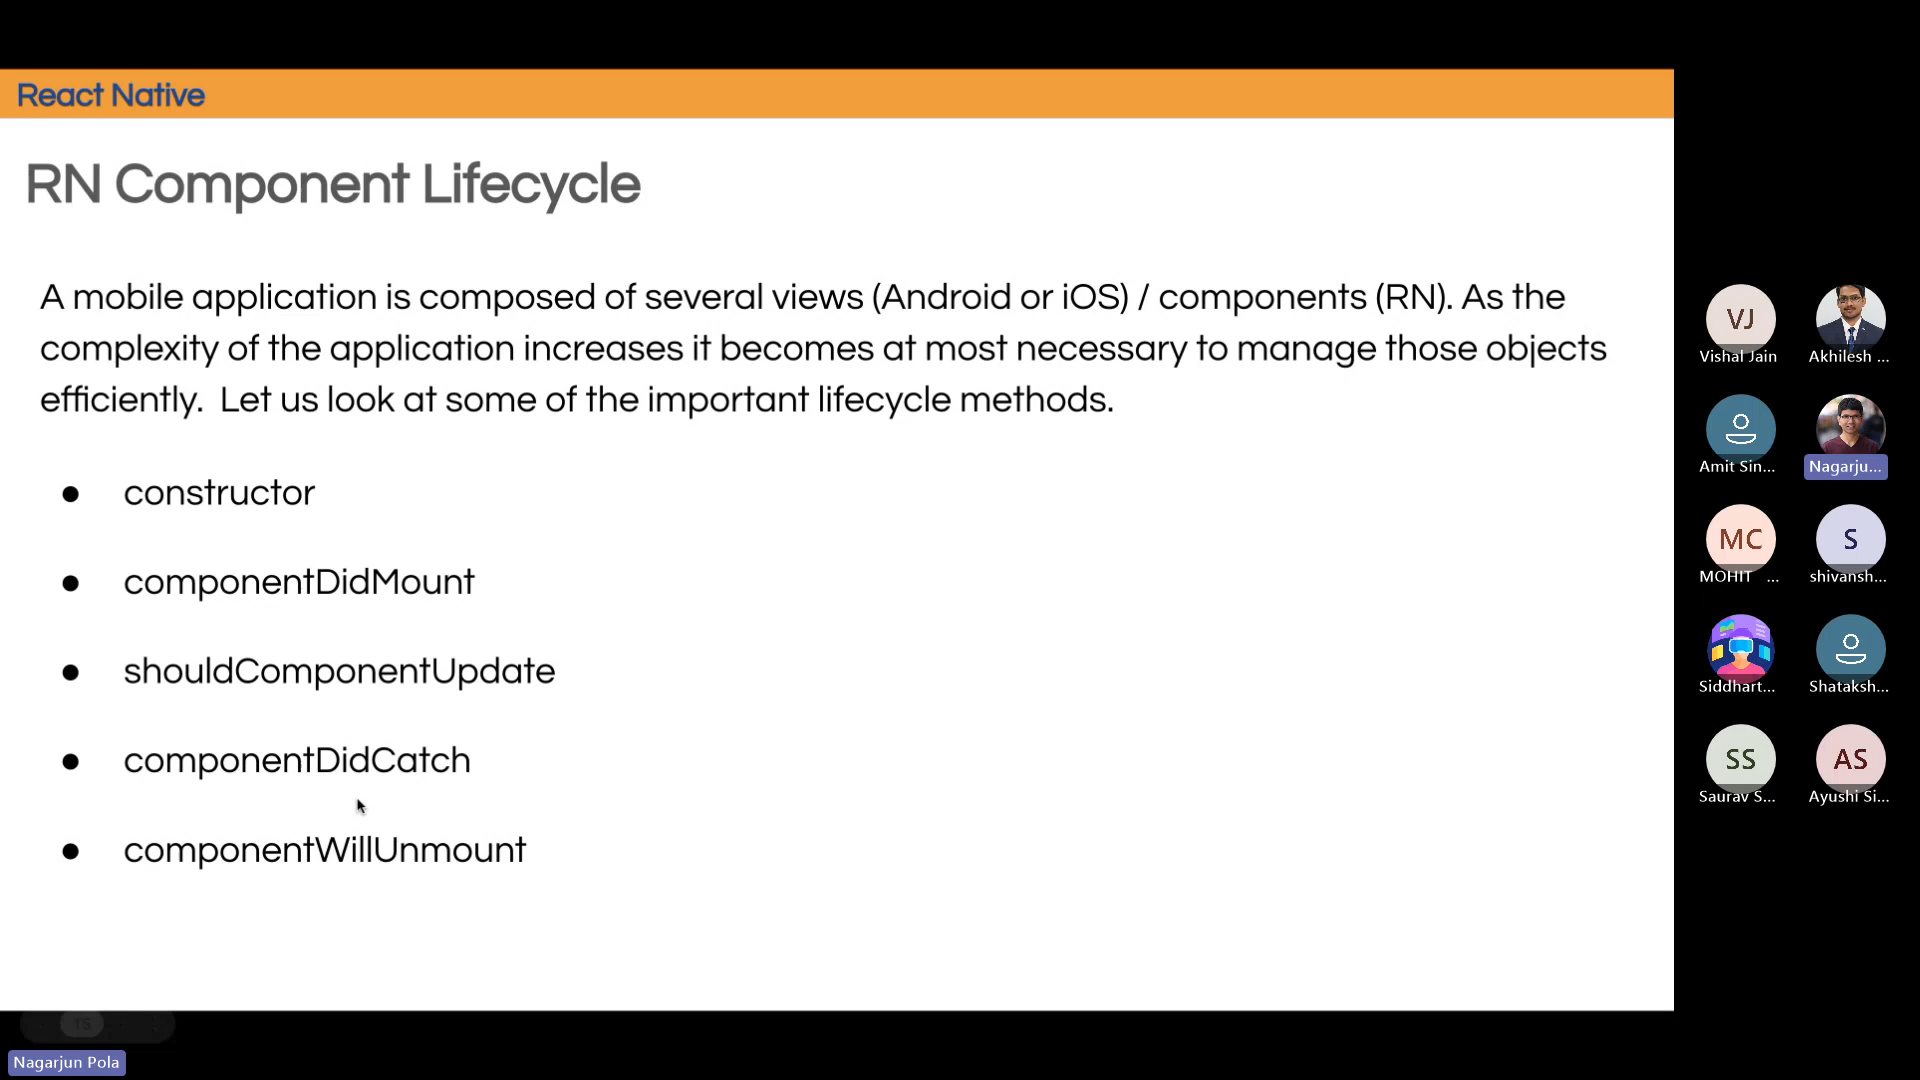 React Native
RN Component Lifecycle
A mobile application is composed of several views (Android or iOS) / components (RN). As the
complexity of the application increases it becomes at most necessary to manage those objects
efficiently.  Let us look at some of the important lifecycle methods.
● constructor
● componentDidMount
● shouldComponentUpdate
● componentDidCatch
● componentWillUnmount
VJ
Vishal Jain
Akhilesh ...
Amit Sin...
Nagarju...
MC
MOHIT ...
S
shivansh...
Siddhart...
Shataksh...
SS
Saurav S...
AS
Ayushi Si...
15
Nagarjun Pola